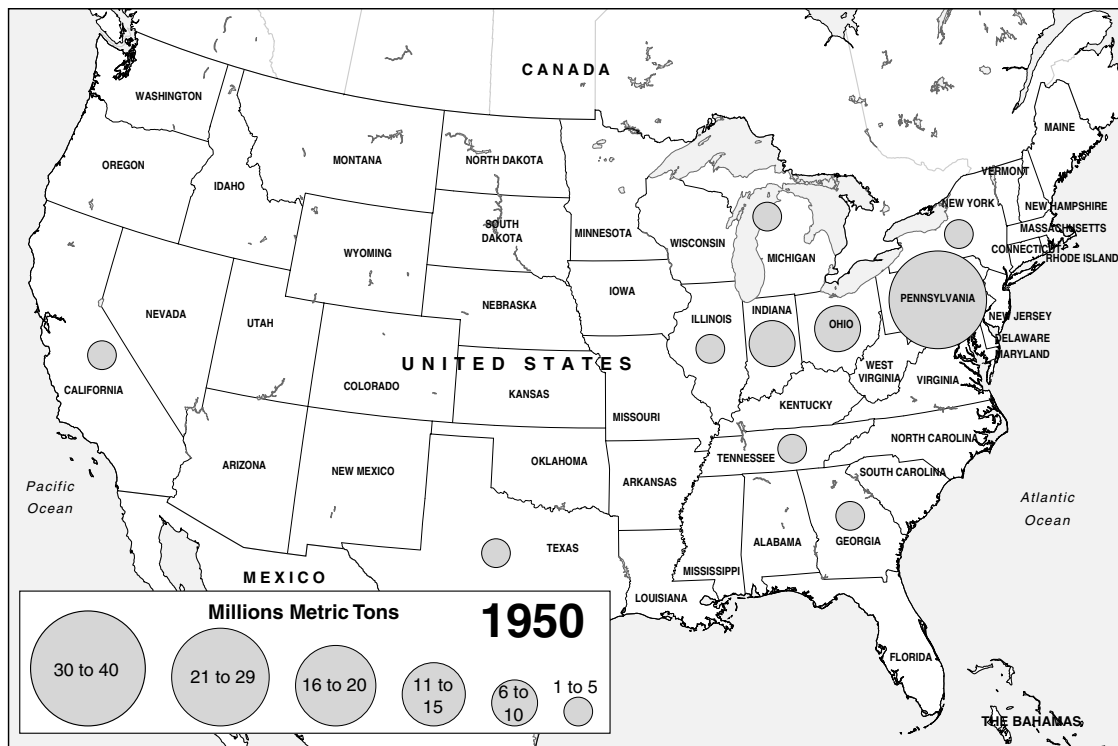 CANADA
WASHINGTON
MAINE
MONTANA
NORTH DAKOTA
OREGON
VERMONT
IDAHO
NEW YORK
NEW HAMPSHIRE
SOUTH
DAKOTA
MINNESOTA
MASSACHUSETTS
WISCONSIN
CONNECTICUT
WYOMING
MICHIGAN
RHODE ISLAND
IOWA
PENNSYLVANIA
NEBRASKA
NEVADA
UTAH
ILLINOIS
INDIANA
OHIO
NEW JERSEY
DELAWARE
MARYLAND
UNITED STATES
WEST
VIRGINIA
CALIFORNIA
COLORADO
KANSAS
VIRGINIA
KENTUCKY
MISSOURI
NORTH CAROLINA
TENNESSEE
ARIZONA
NEW MEXICO
OKLAHOMA
SOUTH CAROLINA
ARKANSAS
Pacific
Ocean
Atlantic
Ocean
TEXAS
ALABAMA
GEORGIA
MISSISSIPPI
MEXICO
LOUISIANA
FLORIDA
THE BAHAMAS
Millions Metric Tons
1950
30 to 40
21 to 29
16 to 20
11 to
15
6 to
10
1 to 5